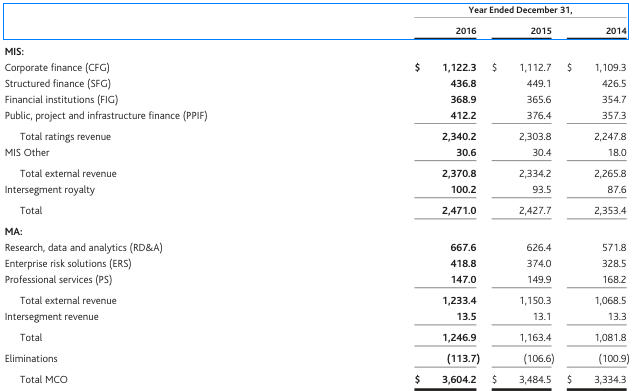 Year Ended December 31,
2016 2015 2014
MIS:
Corporate finance (CFG) $ 1,122.3 $ 1,112.7 $ 1,109.3
Structured finance (SFG) 436.8 449.1 426.5
Financial institutions (FIG) 368.9 365.6 354.7
Public, project and infrastructure finance (PPIF) 412.2 376.4 357.3
Total ratings revenue 2,340.2 2,303.8 2,247.8
MIS Other 30.6 30.4 18.0
Total external revenue 2,370.8 2,334.2 2,265.8
Intersegment royalty 100.2 93.5 87.6
Total 2,471.0 2,427.7 2,353.4
MA:
Research, data and analytics (RD&A) 667.6 626.4 571.8
Enterprise risk solutions (ERS) 418.8 374.0 328.5
Professional services (PS) 147.0 149.9 168.2
Total external revenue 1,233.4 1,150.3 1,068.5
Intersegment revenue 13.5 13.1 13.3
Total 1,246.9 1,163.4 1,081.8
Eliminations (113.7) (106.6) (100.9)
Total MCO $ 3,604.2 $ 3,484.5 $ 3,334.3